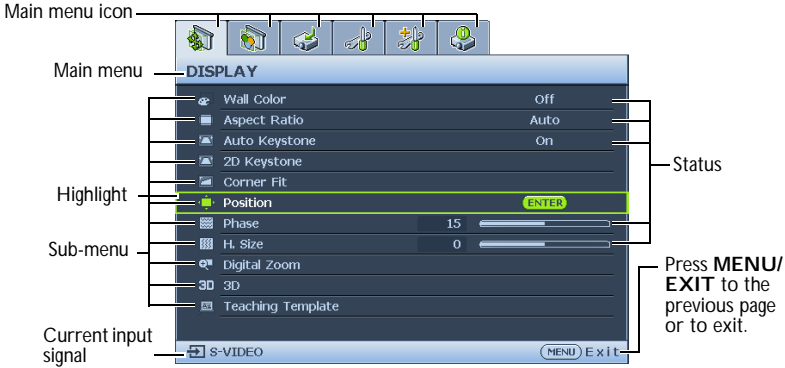 Main menu icon
Main menu
DISPLAY
Wall Color Off
Aspect Ratio Auto
Auto Keystone On
2D Keystone
Corner Fit
Position ENTER
Phase 15
H. Size 0
Digital Zoom
3D 3D
Teaching Template
Highlight
Sub-menu
Status
Current input
signal
S-VIDEO
MENU Exit
Press MENU/
EXIT to the
previous page
or to exit.